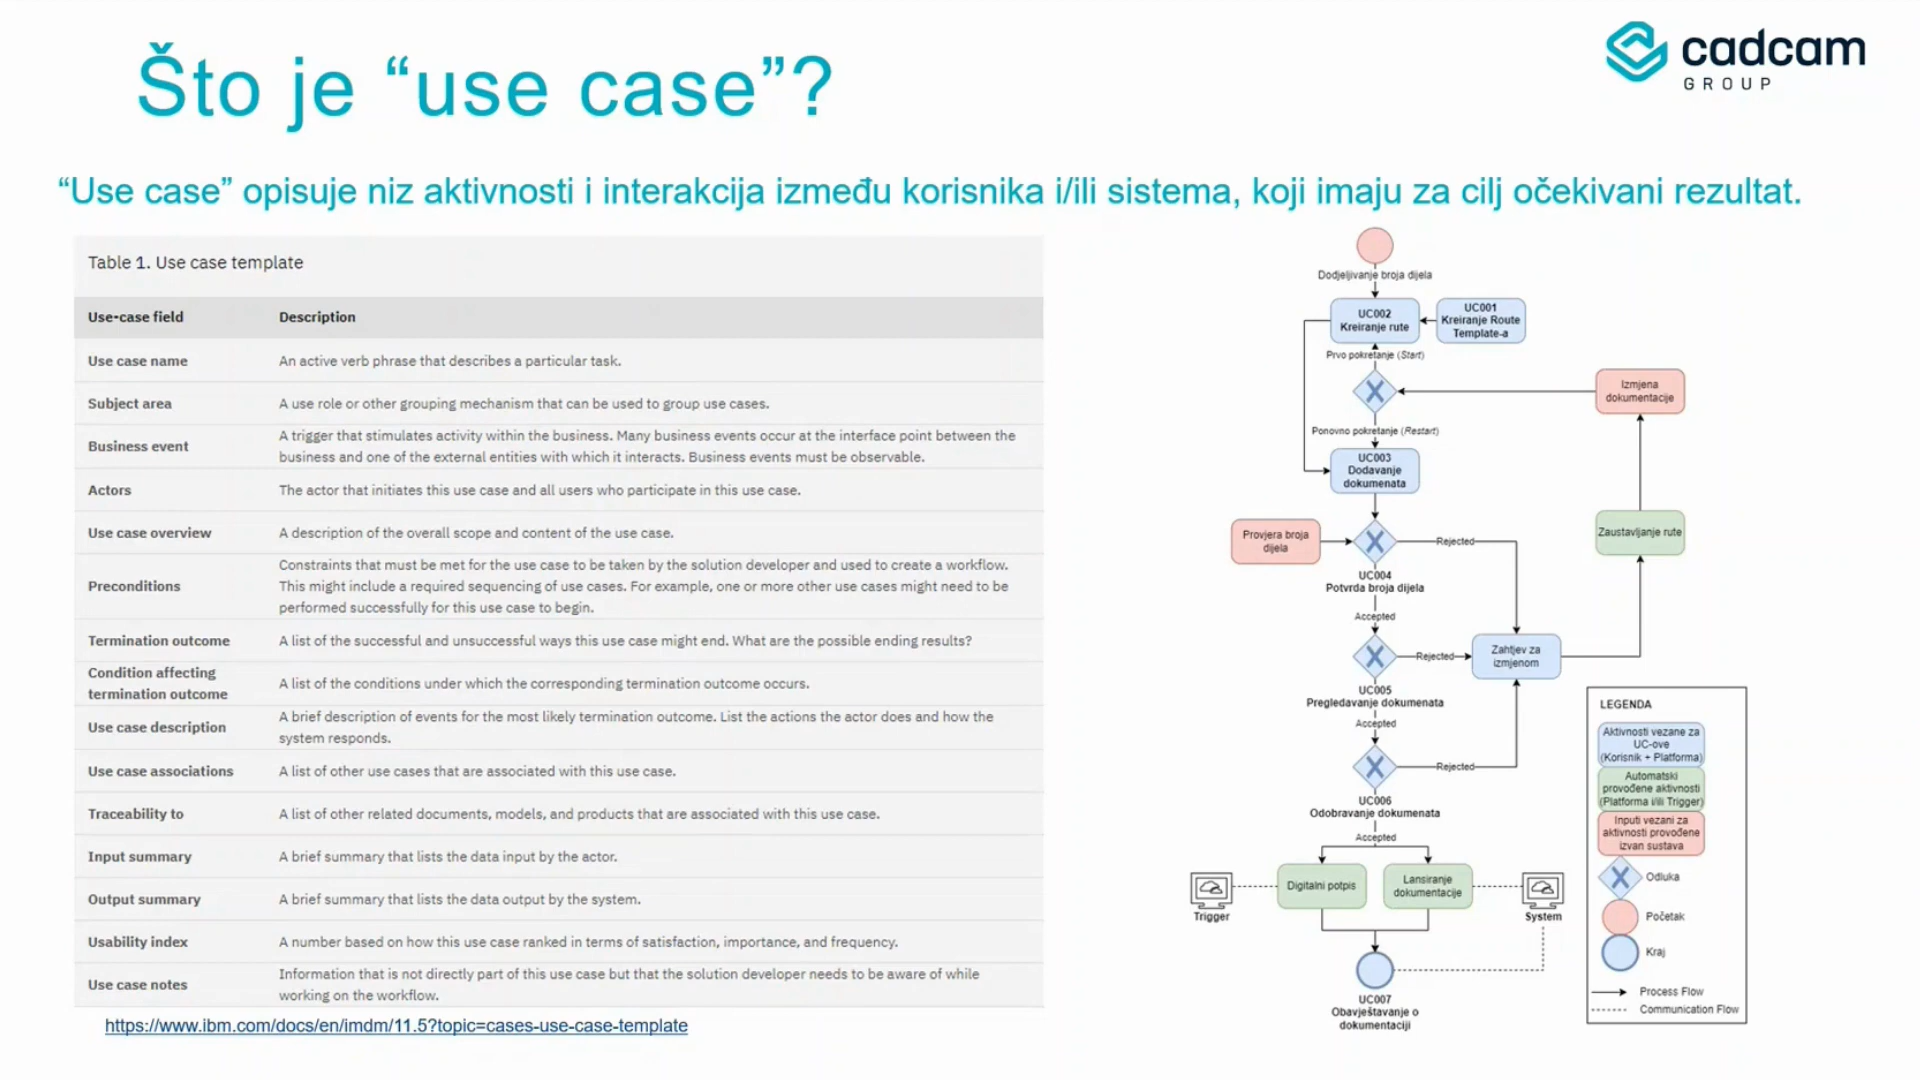 Što je “use case”?
cadcam
GROUP
“Use case” opisuje niz aktivnosti i interakcija između korisnika i/ili sistema, koji imaju za cilj očekivani rezultat.
Table 1. Use case template
Use-case field Description
Use case name An active verb phrase that describes a particular task.
Subject area A use role or other grouping mechanism that can be used to group use cases.
Business event A trigger that stimulates activity within the business. Many business events occur at the interface point between the
business and one of the external entities with which it interacts. Business events must be observable.
Actors The actor that initiates this use case and all users who participate in this use case.
Use case overview A description of the overall scope and content of the use case.
Preconditions Constraints that must be met for the use case to be taken by the solution developer and used to create a workflow.
This might include a required sequencing of use cases. For example, one or more other use cases might need to be
performed successfully for this use case to begin.
Termination outcome A list of the successful and unsuccessful ways this use case might end. What are the possible ending results?
Condition affecting
termination outcome A list of the conditions under which the corresponding termination outcome occurs.
Use case description A brief description of events for the most likely termination outcome. List the actions the actor does and how the
system responds.
Use case associations A list of other use cases that are associated with this use case.
Traceability to A list of other related documents, models, and products that are associated with this use case.
Input summary A brief summary that lists the data input by the actor.
Output summary A brief summary that lists the data output by the system.
Usability index A number based on how this use case ranked in terms of satisfaction, importance, and frequency.
Use case notes Information that is not directly part of this use case but that the solution developer needs to be aware of while
working on the workflow.
https://www.ibm.com/docs/en/imdm/11.5?topic=cases-use-case-template
Dodjeljivanje broja dijela
UC002
Kreiranje rute
UC001
Kreiranje Route
Template-a
Prvo pokretanje (Start)
Izmjena
dokumentacije
Ponovno pokretanje (Restart)
UC003
Dodavanje
dokumenata
Provjera broja
dijela
Rejected
Zaustavljanje rute
UC004
Potvrda broja dijela
Accepted
Rejected
Zahtjev za
izmjenom
UC005
Pregledavanje dokumenata
Accepted
Rejected
UC006
Odobravanje dokumenata
Accepted
Digitalni potpis
Lansiranje
dokumentacije
Trigger
System
UC007
Obavještavanje o
dokumentaciji
LEGENDA
Aktivnosti vezane za
UC-ove
(Korisnik + Platforma)
Automatski
provođene aktivnosti
(Platforma i/ili Trigger)
Inputi vezani za
aktivnosti provođene
izvan sustava
Odluka
Početak
Kraj
Process Flow
Communication Flow